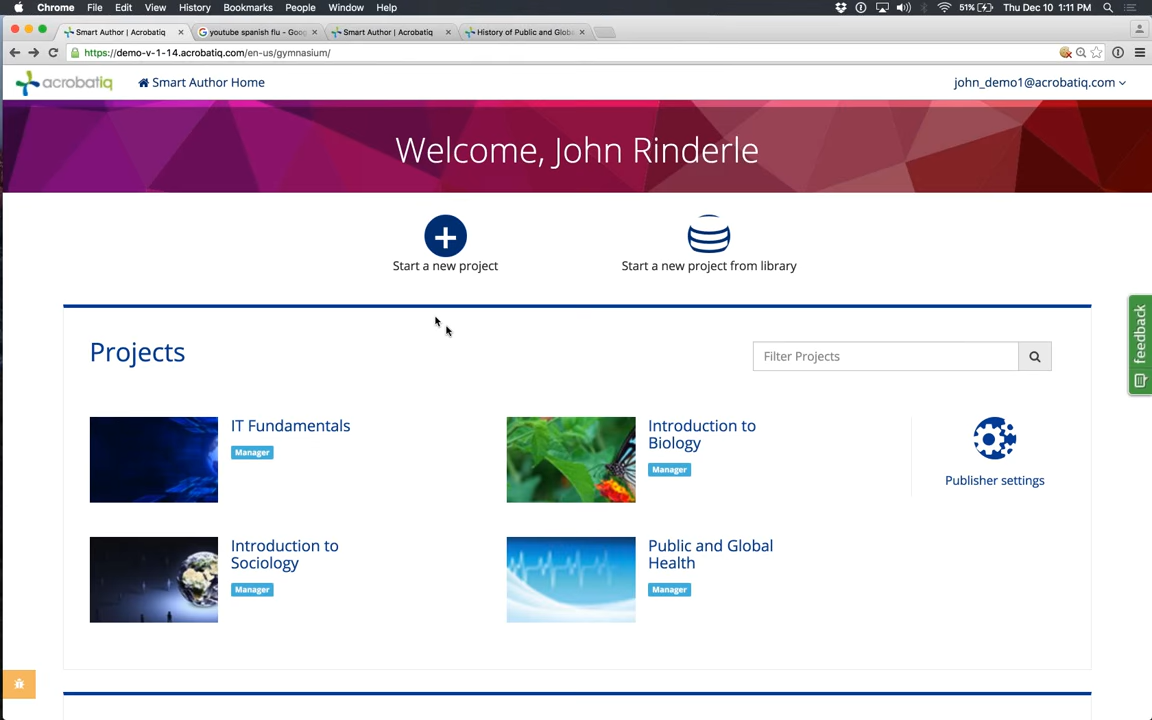 Chrome File Edit View History Bookmarks People Window Help 51% Thu Dec 10 1:11 PM
Smart Author | Acrobatiq × youtube spanish flu - Goog × Smart Author | Acrobatiq × History of Public and Globa ×
https://demo-v-1-14.acrobatiq.com/en-us/gymnasium/
acrobatiq Smart Author Home john_demo1@acrobatiq.com
Welcome, John Rinderle
Start a new project Start a new project from library
feedback
Projects Filter Projects
IT Fundamentals
Manager
Introduction to
Biology
Manager
Publisher settings
Introduction to
Sociology
Manager
Public and Global
Health
Manager